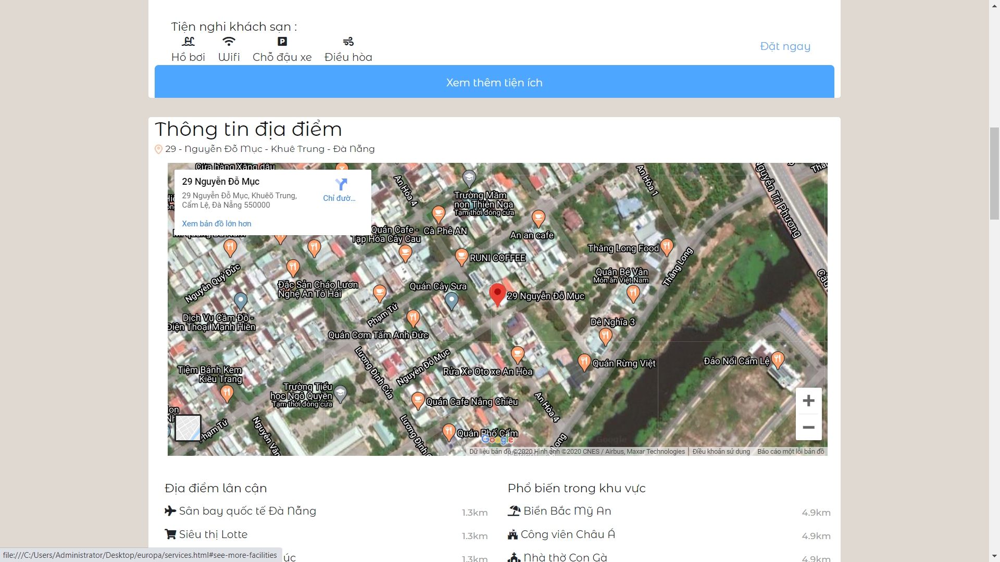 Tiện nghi khách sạn :
Hồ bơi Wifi Chỗ đậu xe Điều hòa
Đặt ngay
Xem thêm tiện ích
Thông tin địa điểm
29 - Nguyễn Đỗ Mục - Khuê Trung - Đà Nẵng
Cửa hàng Xăng dầu
29 Nguyễn Đỗ Mục
29 Nguyễn Đỗ Mục, Khuêõ Trung,
Cẩm Lệ, Đà Nẵng 550000
Chỉ đườ...
Xem bản đồ lớn hơn
An Hòa 4
Trường Mầm
non Thiên Nga
Tạm thời đóng cửa
An Hòa 1
Nguyễn Tri Phương
Quán Cafe -
Tạp Hóa Cây Cau
Cà Phê AN
An an cafe
Thăng Long Food
Thăng Long
RUNI COFFEE
Nguyễn Quý Đức
Đặc Sản Cháo Lươn
Nghệ An Tô Hải
Quán Cây Sưa
Quán Bé Vân
Món ăn Việt Nam
29 Nguyễn Đỗ Mục
Dịch Vụ Cầm Đồ -
Điện Thoại Mạnh Hiền
Phạm Tứ
Quán Cơm Tấm Anh Đức
Dê Nghĩa 3
Lương Định Của
Nguyễn Đỗ Mục
Rửa Xe Oto xe An Hòa
Quán Rừng Việt
Đảo Nổi Cẩm Lệ
Tiệm Bánh Kem
Kiều Trang
Trường Tiểu
học Ngô Quyền
Tạm thời đóng cửa
Quán Cafe Nắng Chiều
An Hòa 4
Phạm Tứ
Nguyễn Văn
Lương Định
Quán Phố Cẩm
Long
Google
Dữ liệu bản đồ ©2020 Hình ảnh ©2020 CNES / Airbus, Maxar Technologies
Điều khoản sử dụng
Báo cáo một lỗi bản đồ
Địa điểm lân cận
Sân bay quốc tế Đà Nẵng 1.3km
Siêu thị Lotte 1.3km
úc 1.3km
Phổ biến trong khu vực
Biển Bắc Mỹ An 4.9km
Công viên Châu Á 4.9km
Nhà thờ Con Gà 4.9km
file:///C:/Users/Administrator/Desktop/europa/services.html#see-more-facilities